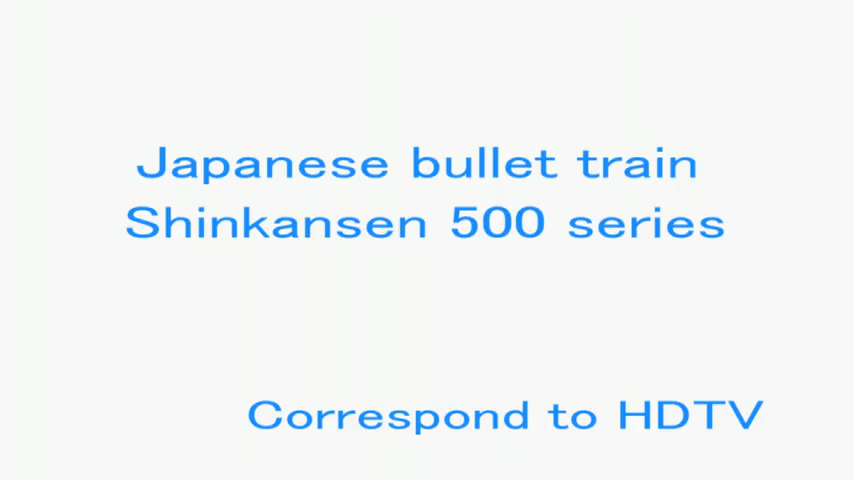 Japanese bullet train
Shinkansen 500 series
Correspond to HDTV